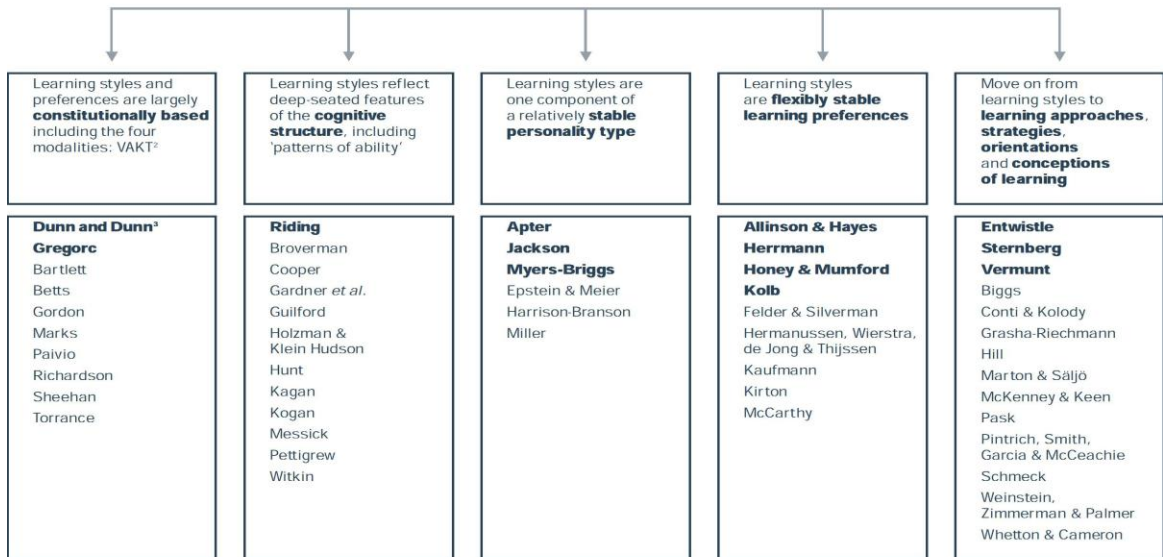 Learning styles and
preferences are largely
constitutionally based
including the four
modalities: VAKT²
Learning styles reflect
deep-seated features
of the cognitive
structure, including
‘patterns of ability’
Learning styles are
one component of
a relatively stable
personality type
Learning styles
are flexibly stable
learning preferences
Move on from
learning styles to
learning approaches,
strategies,
orientations
and conceptions
of learning
Dunn and Dunn³
Gregorc
Bartlett
Betts
Gordon
Marks
Paivio
Richardson
Sheehan
Torrance
Riding
Broverman
Cooper
Gardner et al.
Guilford
Holzman &
Klein Hudson
Hunt
Kagan
Kogan
Messick
Pettigrew
Witkin
Apter
Jackson
Myers-Briggs
Epstein & Meier
Harrison-Branson
Miller
Allinson & Hayes
Herrmann
Honey & Mumford
Kolb
Felder & Silverman
Hermanussen, Wierstra,
de Jong & Thijssen
Kaufmann
Kirton
McCarthy
Entwistle
Sternberg
Vermunt
Biggs
Conti & Kolody
Grasha-Riechmann
Hill
Marton & Säljö
McKenney & Keen
Pask
Pintrich, Smith,
Garcia & McCeachie
Schmeck
Weinstein,
Zimmerman & Palmer
Whetton & Cameron